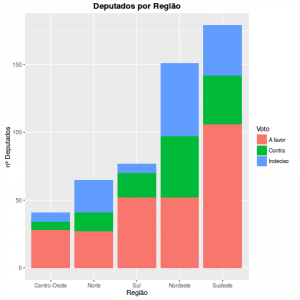 Deputados por Região
nº Deputados
150
100
50
0
Centro-Oeste
Norte
Sul
Nordeste
Sudeste
Região
Voto
A favor
Contra
Indeciso